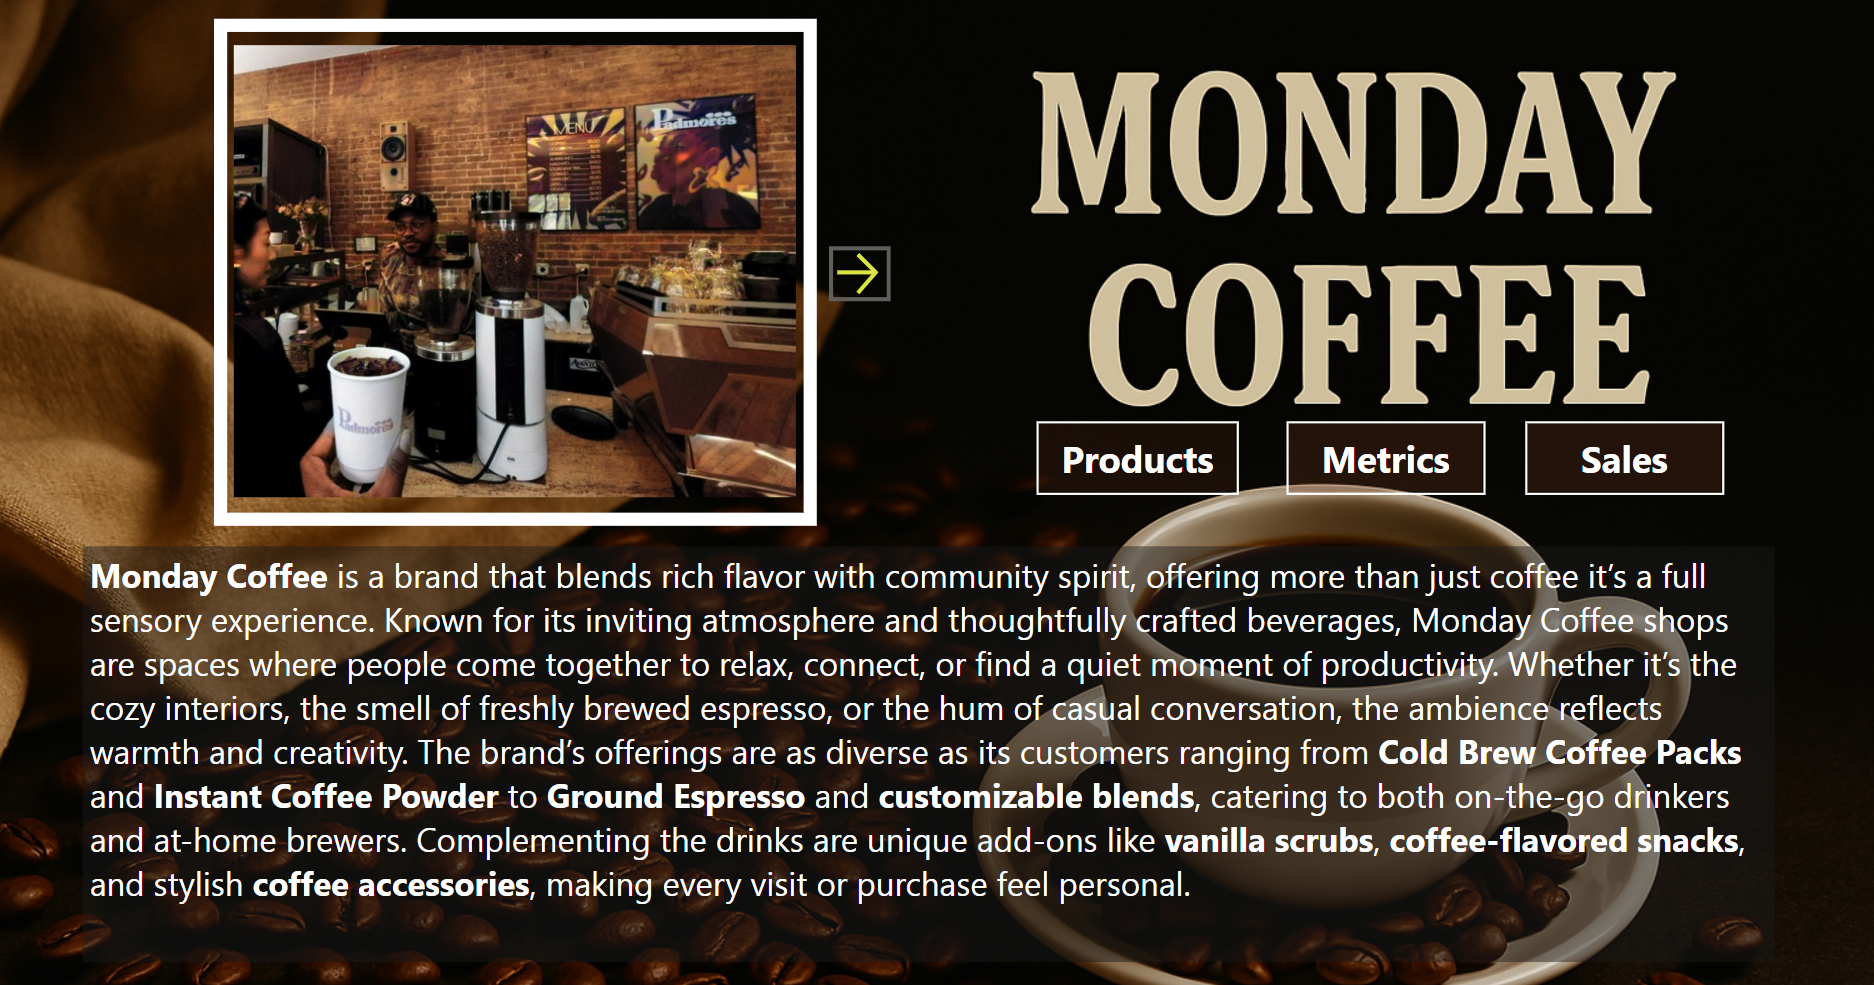 MENU
Padmores
Padmores
MONDAY
COFFEE
Products
Metrics
Sales
Monday Coffee is a brand that blends rich flavor with community spirit, offering more than just coffee it’s a full
sensory experience. Known for its inviting atmosphere and thoughtfully crafted beverages, Monday Coffee shops
are spaces where people come together to relax, connect, or find a quiet moment of productivity. Whether it’s the
cozy interiors, the smell of freshly brewed espresso, or the hum of casual conversation, the ambience reflects
warmth and creativity. The brand’s offerings are as diverse as its customers ranging from Cold Brew Coffee Packs
and Instant Coffee Powder to Ground Espresso and customizable blends, catering to both on-the-go drinkers
and at-home brewers. Complementing the drinks are unique add-ons like vanilla scrubs, coffee-flavored snacks,
and stylish coffee accessories, making every visit or purchase feel personal.